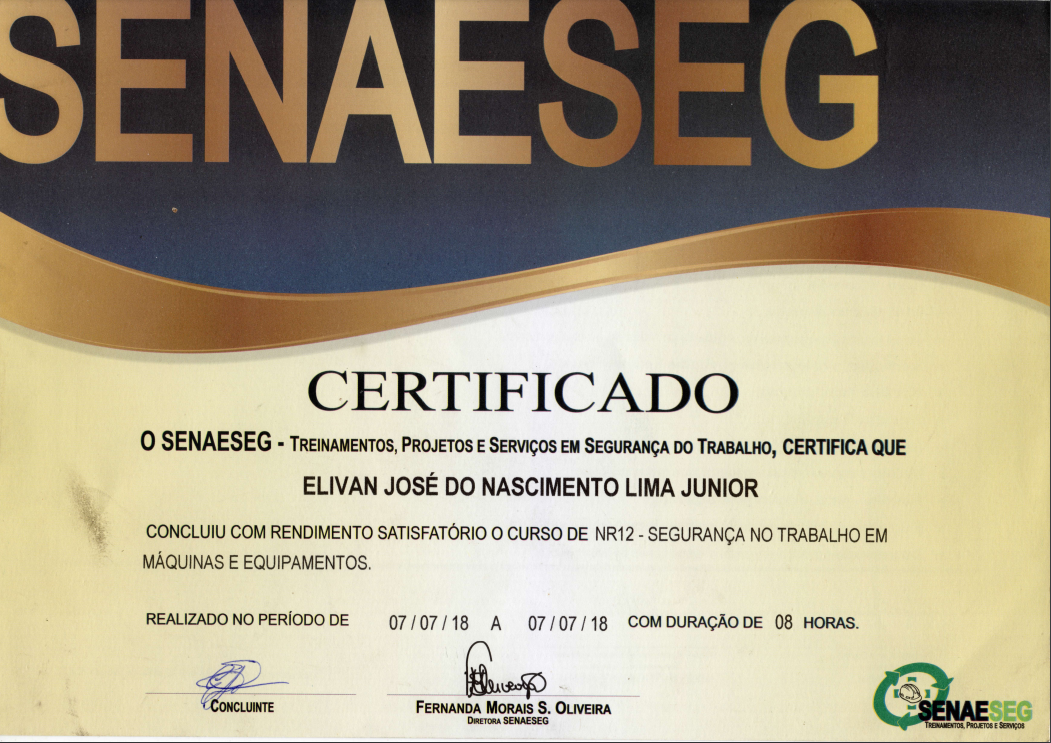 SENAESEG
CERTIFICADO
O SENAESEG - TREINAMENTOS, PROJETOS E SERVIÇOS EM SEGURANÇA DO TRABALHO, CERTIFICA QUE
ELIVAN JOSÉ DO NASCIMENTO LIMA JUNIOR
CONCLUIU COM RENDIMENTO SATISFATÓRIO O CURSO DE NR12 - SEGURANÇA NO TRABALHO EM
MÁQUINAS E EQUIPAMENTOS.
REALIZADO NO PERÍODO DE 07 / 07 / 18 A 07 / 07 / 18 COM DURAÇÃO DE 08 HORAS.
CONCLUINTE
FERNANDA MORAIS S. OLIVEIRA
DIRETORA SENAESEG
SENAESEG
TREINAMENTOS, PROJETOS E SERVIÇOS